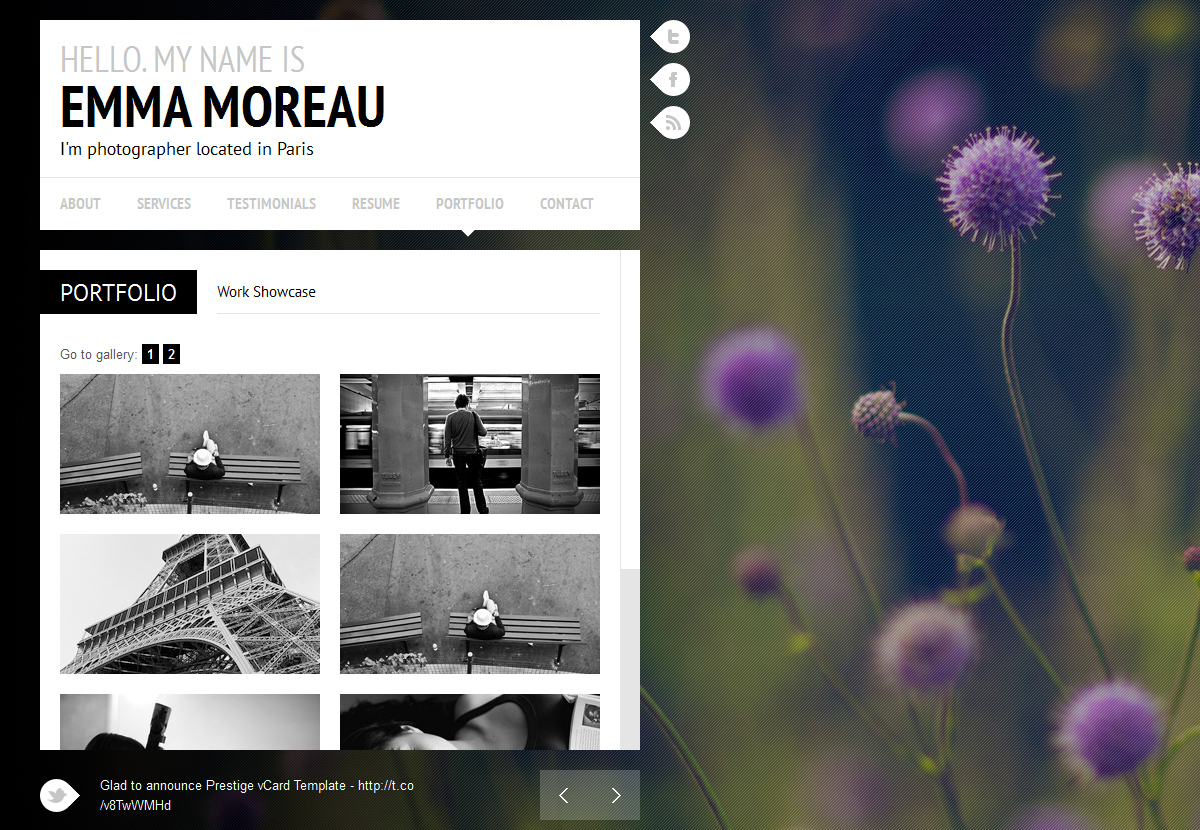 HELLO. MY NAME IS
EMMA MOREAU
I'm photographer located in Paris
ABOUT SERVICES TESTIMONIALS RESUME PORTFOLIO CONTACT
PORTFOLIO Work Showcase
Go to gallery: 1 2
Glad to announce Prestige vCard Template - http://t.co
/v8TwWMHd